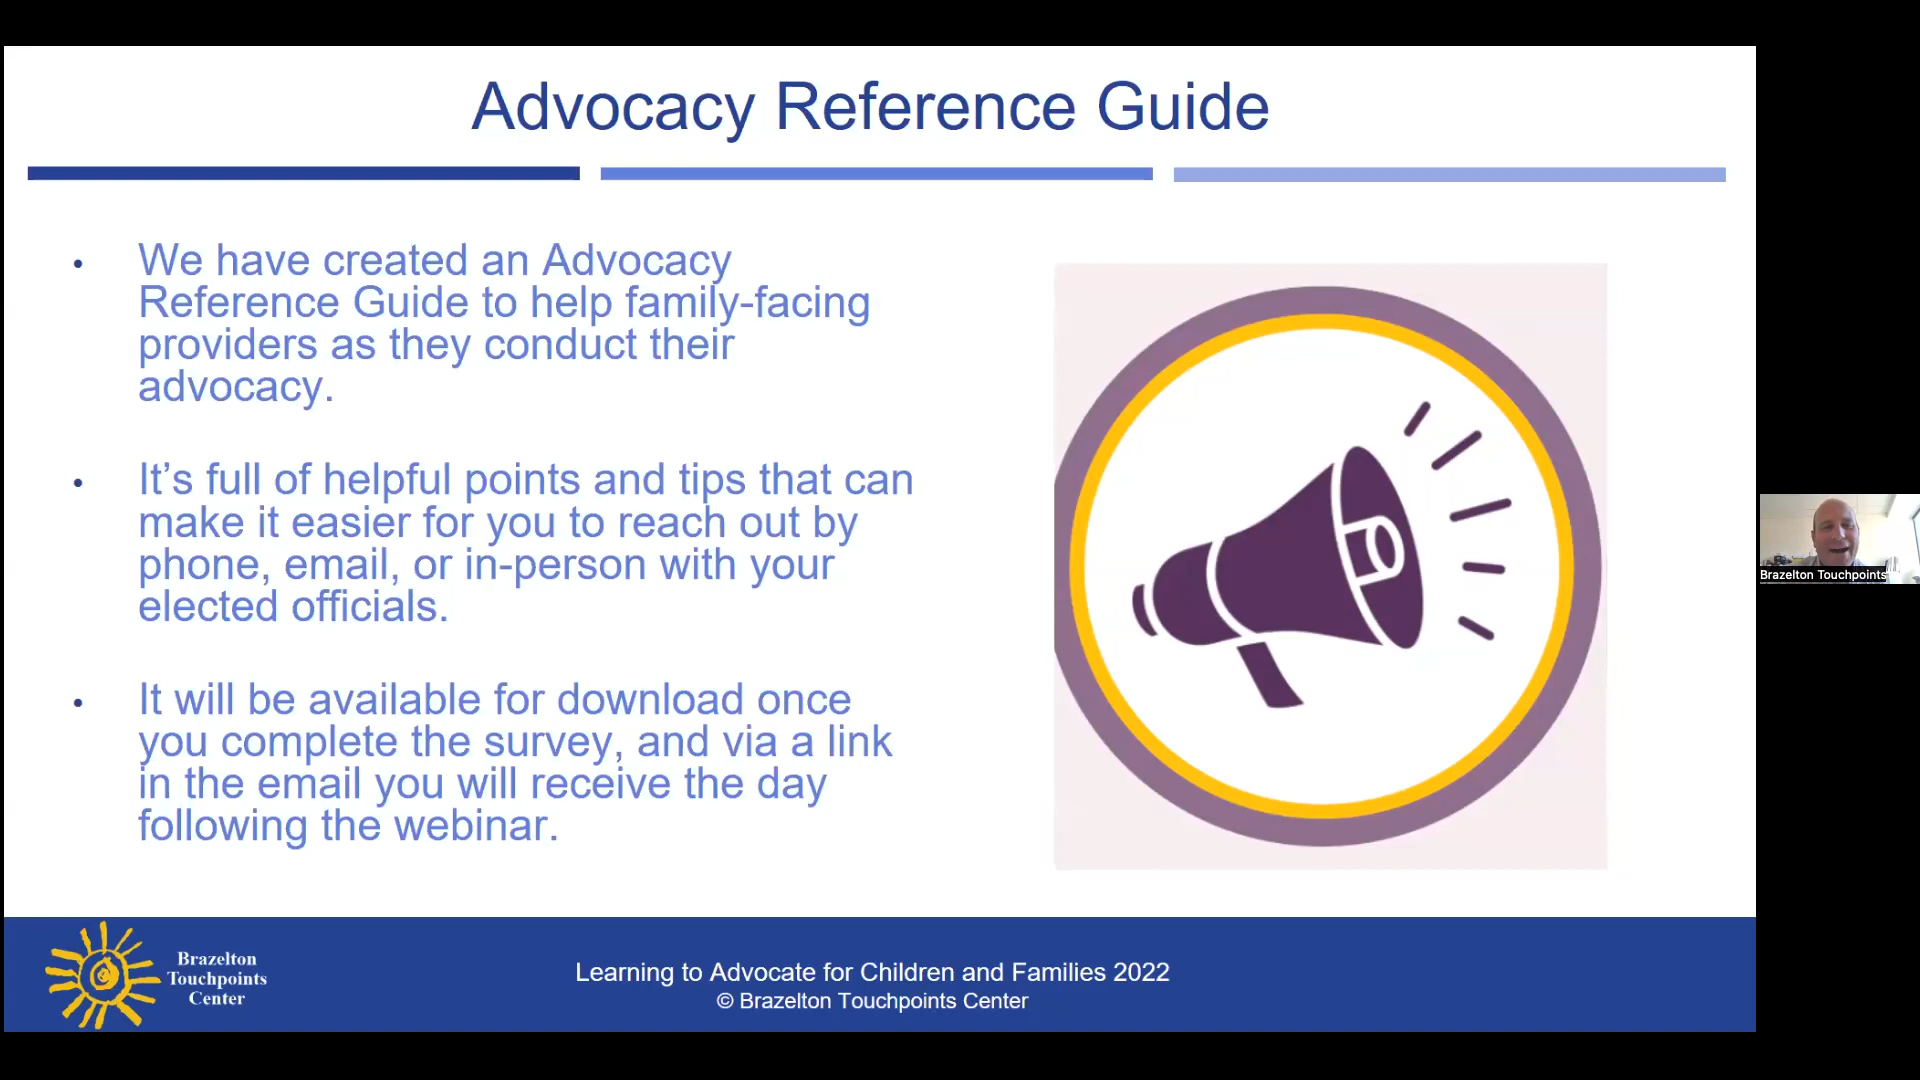 Advocacy Reference Guide
• We have created an Advocacy
Reference Guide to help family-facing
providers as they conduct their
advocacy.
• It’s full of helpful points and tips that can
make it easier for you to reach out by
phone, email, or in-person with your
elected officials.
• It will be available for download once
you complete the survey, and via a link
in the email you will receive the day
following the webinar.
Brazelton Touchpoints
Brazelton
Touchpoints
Center
Learning to Advocate for Children and Families 2022
© Brazelton Touchpoints Center